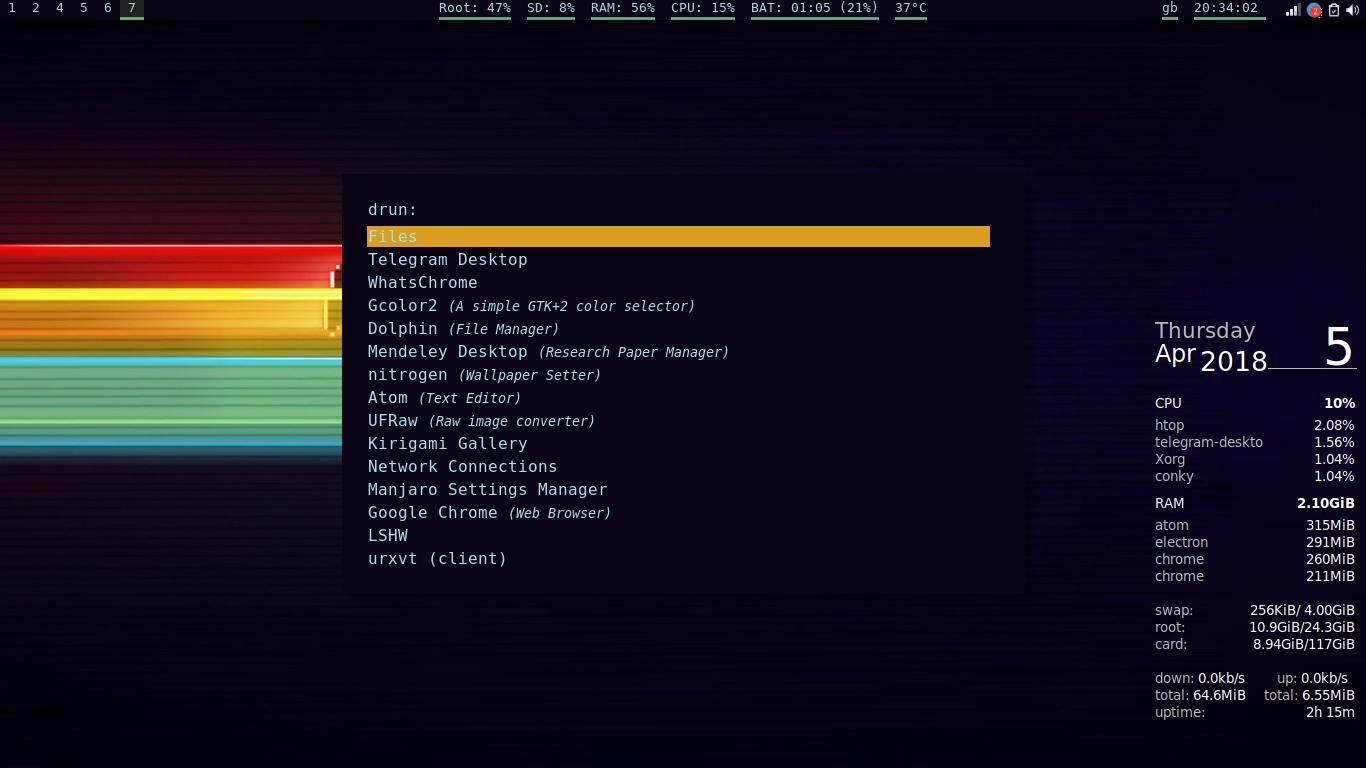 1 2 4 5 6 7 Root: 47% SD: 8% RAM: 56% CPU: 15% BAT: 01:05 (21%) 37°C gb 20:34:02
drun:
Files
Telegram Desktop
WhatsChrome
Gcolor2 (A simple GTK+2 color selector)
Dolphin (File Manager)
Mendeley Desktop (Research Paper Manager)
nitrogen (Wallpaper Setter)
Atom (Text Editor)
UFRaw (Raw image converter)
Kirigami Gallery
Network Connections
Manjaro Settings Manager
Google Chrome (Web Browser)
LSHW
urxvt (client)
Thursday
Apr 2018 5
CPU 10%
htop 2.08%
telegram-deskto 1.56%
Xorg 1.04%
conky 1.04%
RAM 2.10GiB
atom 315MiB
electron 291MiB
chrome 260MiB
chrome 211MiB
swap: 256KiB/ 4.00GiB
root: 10.9GiB/24.3GiB
card: 8.94GiB/117GiB
down: 0.0kb/s up: 0.0kb/s
total: 64.6MiB total: 6.55MiB
uptime: 2h 15m